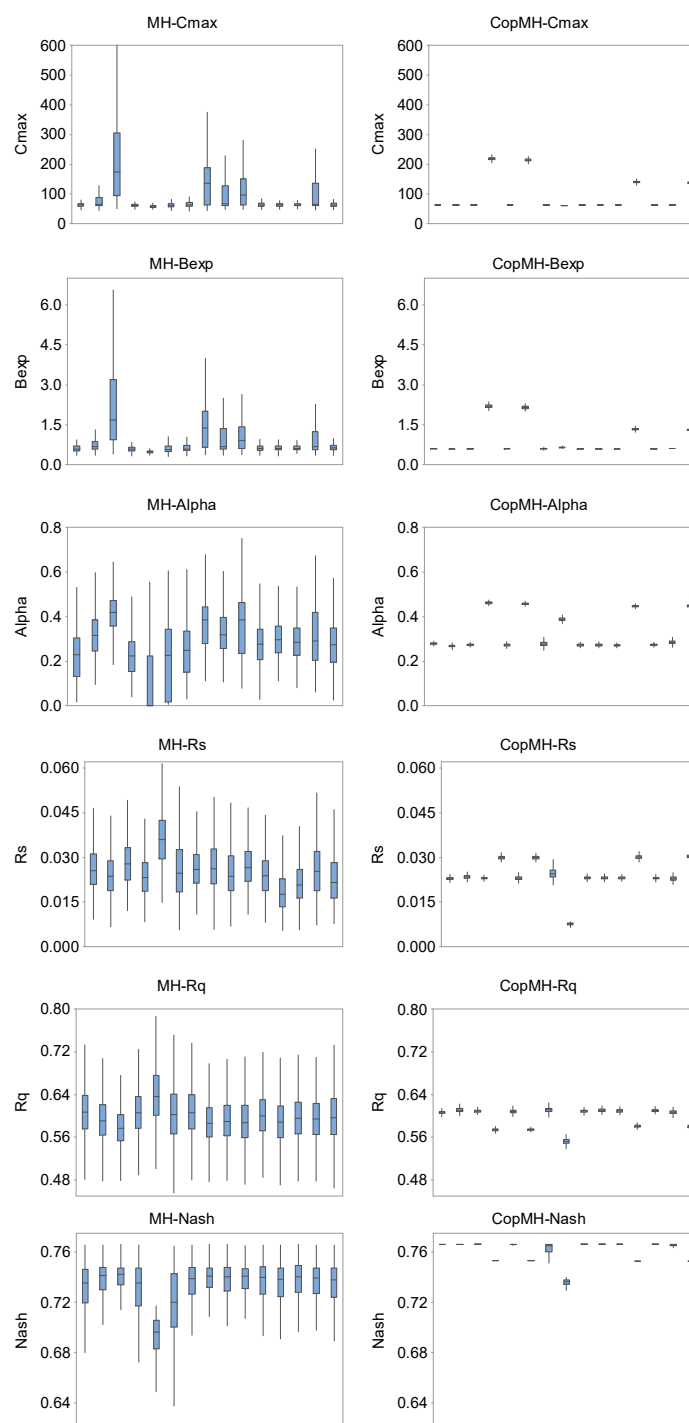 MH-Cmax
CopMH-Cmax
600
500
400
300
200
100
0
Cmax
600
500
400
300
200
100
0
Cmax
MH-Bexp
CopMH-Bexp
6.0
4.5
3.0
1.5
0.0
Bexp
6.0
4.5
3.0
1.5
0.0
Bexp
MH-Alpha
CopMH-Alpha
0.8
0.6
0.4
0.2
0.0
Alpha
0.8
0.6
0.4
0.2
0.0
Alpha
MH-Rs
CopMH-Rs
0.060
0.045
0.030
0.015
0.000
Rs
0.060
0.045
0.030
0.015
0.000
Rs
MH-Rq
CopMH-Rq
0.80
0.72
0.64
0.56
0.48
Rq
0.80
0.72
0.64
0.56
0.48
Rq
MH-Nash
CopMH-Nash
0.76
0.72
0.68
0.64
Nash
0.76
0.72
0.68
0.64
Nash